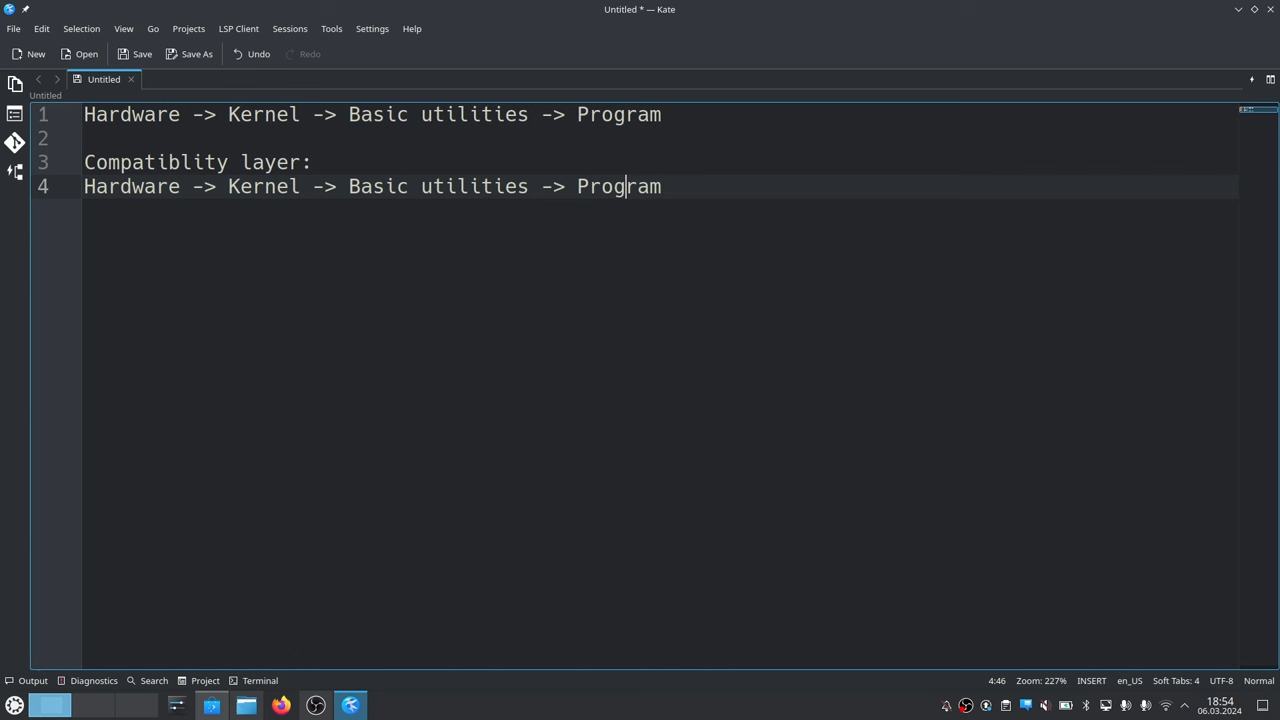 Untitled * — Kate
File Edit Selection View Go Projects LSP Client Sessions Tools Settings Help
New Open Save Save As Undo Redo
Untitled
Untitled
1 Hardware -> Kernel -> Basic utilities -> Program
2
3 Compatiblity layer:
4 Hardware -> Kernel -> Basic utilities -> Program
Output Diagnostics Search Project Terminal 4:46 Zoom: 227% INSERT en_US Soft Tabs: 4 UTF-8 Normal
18:54
06.03.2024